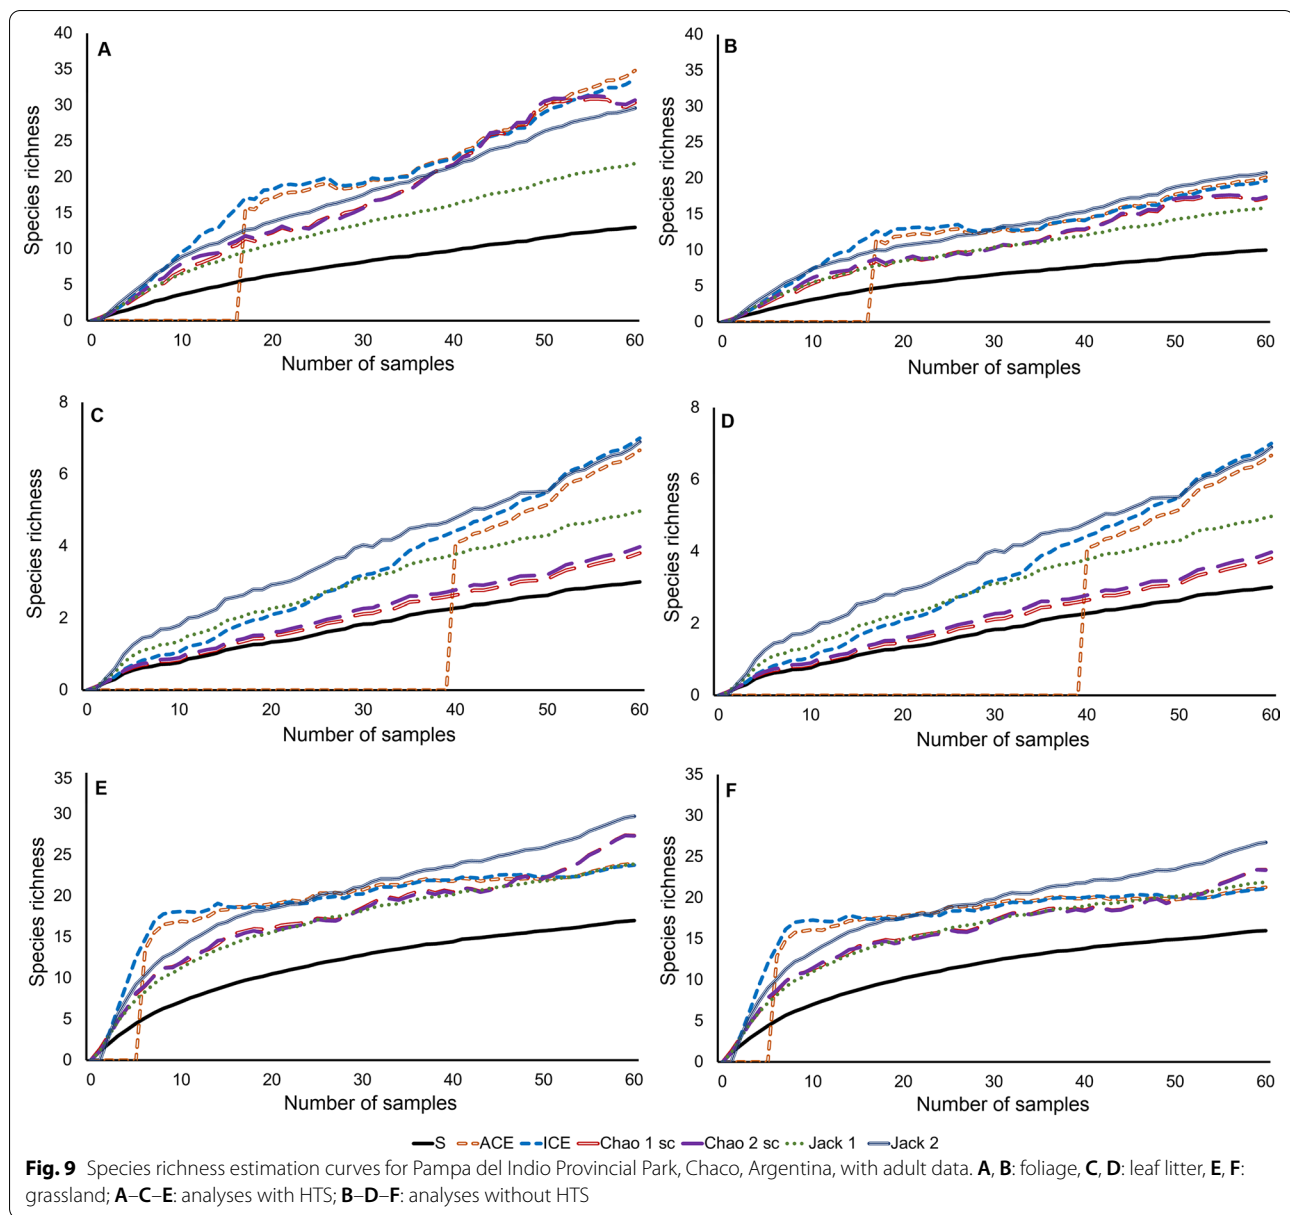 A
Species richness
40
35
30
25
20
15
10
5
0
0 10 20 30 40 50 60
Number of samples
B
Species richness
40
35
30
25
20
15
10
5
0
0 10 20 30 40 50 60
Number of samples
C
Species richness
8
6
4
2
0
0 10 20 30 40 50 60
Number of samples
D
Species richness
8
6
4
2
0
0 10 20 30 40 50 60
Number of samples
E
Species richness
35
30
25
20
15
10
5
0
0 10 20 30 40 50 60
Number of samples
F
Species richness
35
30
25
20
15
10
5
0
0 10 20 30 40 50 60
Number of samples
S ACE ICE Chao 1 sc Chao 2 sc Jack 1 Jack 2
Fig. 9 Species richness estimation curves for Pampa del Indio Provincial Park, Chaco, Argentina, with adult data. A, B: foliage, C, D: leaf litter, E, F:
grassland; A–C–E: analyses with HTS; B–D–F: analyses without HTS